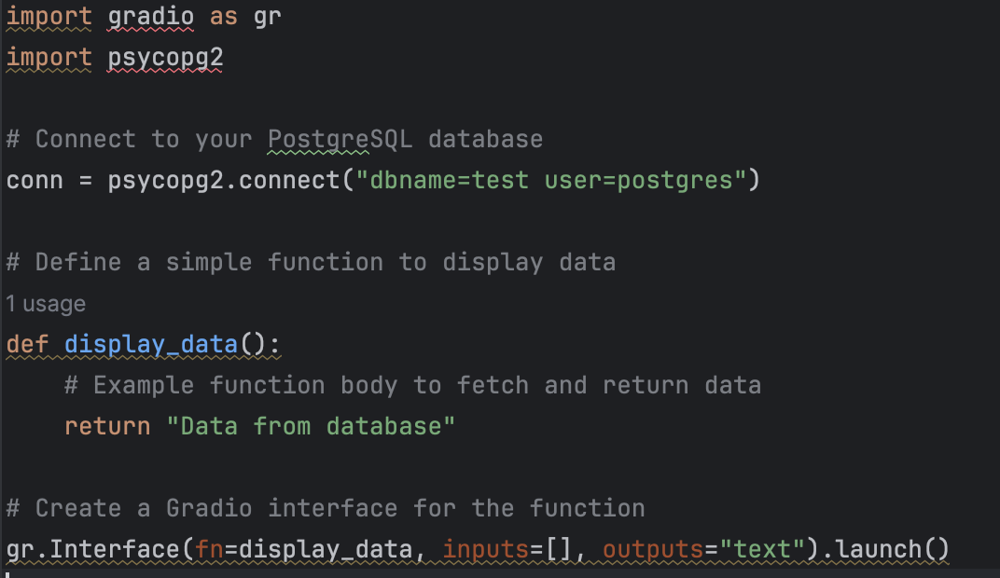 import gradio as gr
import psycopg2
# Connect to your PostgreSQL database
conn = psycopg2.connect("dbname=test user=postgres")
# Define a simple function to display data
1 usage
def display_data():
    # Example function body to fetch and return data
    return "Data from database"
# Create a Gradio interface for the function
gr.Interface(fn=display_data, inputs=[], outputs="text").launch()